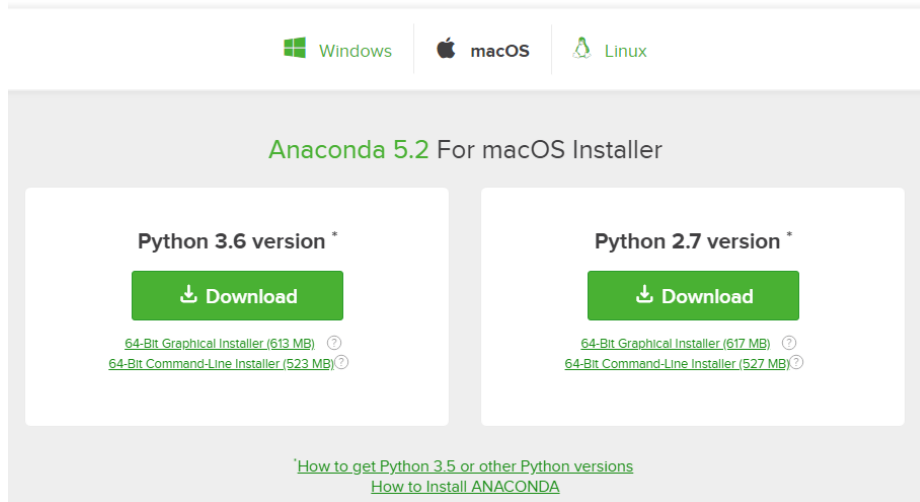 Windows macOS Linux
Anaconda 5.2 For macOS Installer
Python 3.6 version *
Download
64-Bit Graphical Installer (613 MB) ?
64-Bit Command-Line Installer (523 MB) ?
Python 2.7 version *
Download
64-Bit Graphical Installer (617 MB) ?
64-Bit Command-Line Installer (527 MB) ?
*How to get Python 3.5 or other Python versions
How to Install ANACONDA